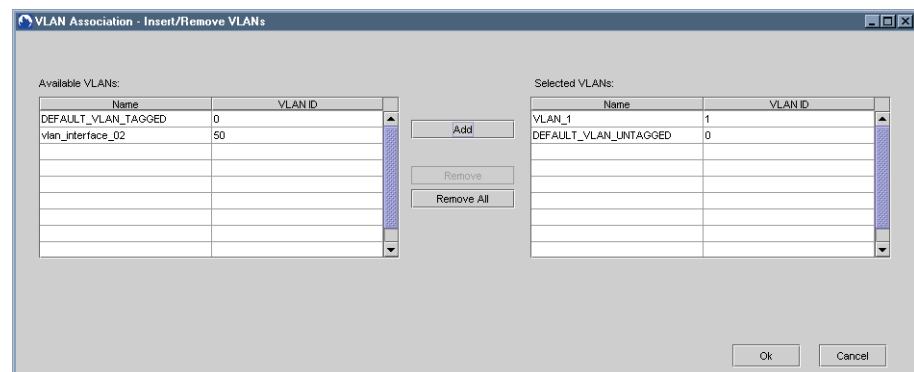 VLAN Association - Insert/Remove VLANs
Available VLANs:
Name VLAN ID
DEFAULT_VLAN_TAGGED 0
vlan_interface_02 50
Add
Remove
Remove All
Selected VLANs:
Name VLAN ID
VLAN_1 1
DEFAULT_VLAN_UNTAGGED 0
Ok Cancel